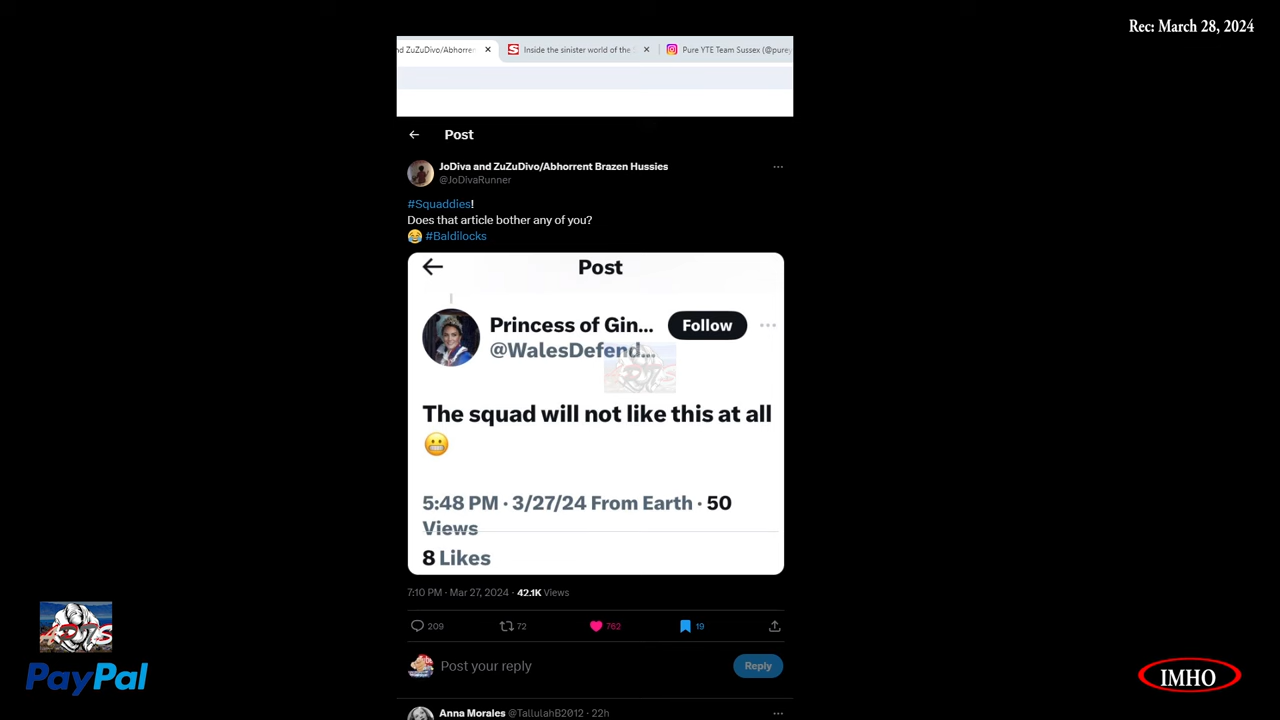 Rec: March 28, 2024
nd ZuZuDivo/Abhorrer
Inside the sinister world of the
Pure YTE Team Sussex (@purey
Post
JoDiva and ZuZuDivo/Abhorrent Brazen Hussies
@JoDivaRunner
#Squaddies!
Does that article bother any of you?
😂 #Baldilocks
Post
Princess of Gin...
Follow
@WalesDefend...
The squad will not like this at all
😬
5:48 PM · 3/27/24 From Earth · 50
Views
8 Likes
7:10 PM · Mar 27, 2024 · 42.1K Views
209
72
762
19
Post your reply
Reply
Anna Morales @TallulahB2012 · 22h
PayPal
IMHO